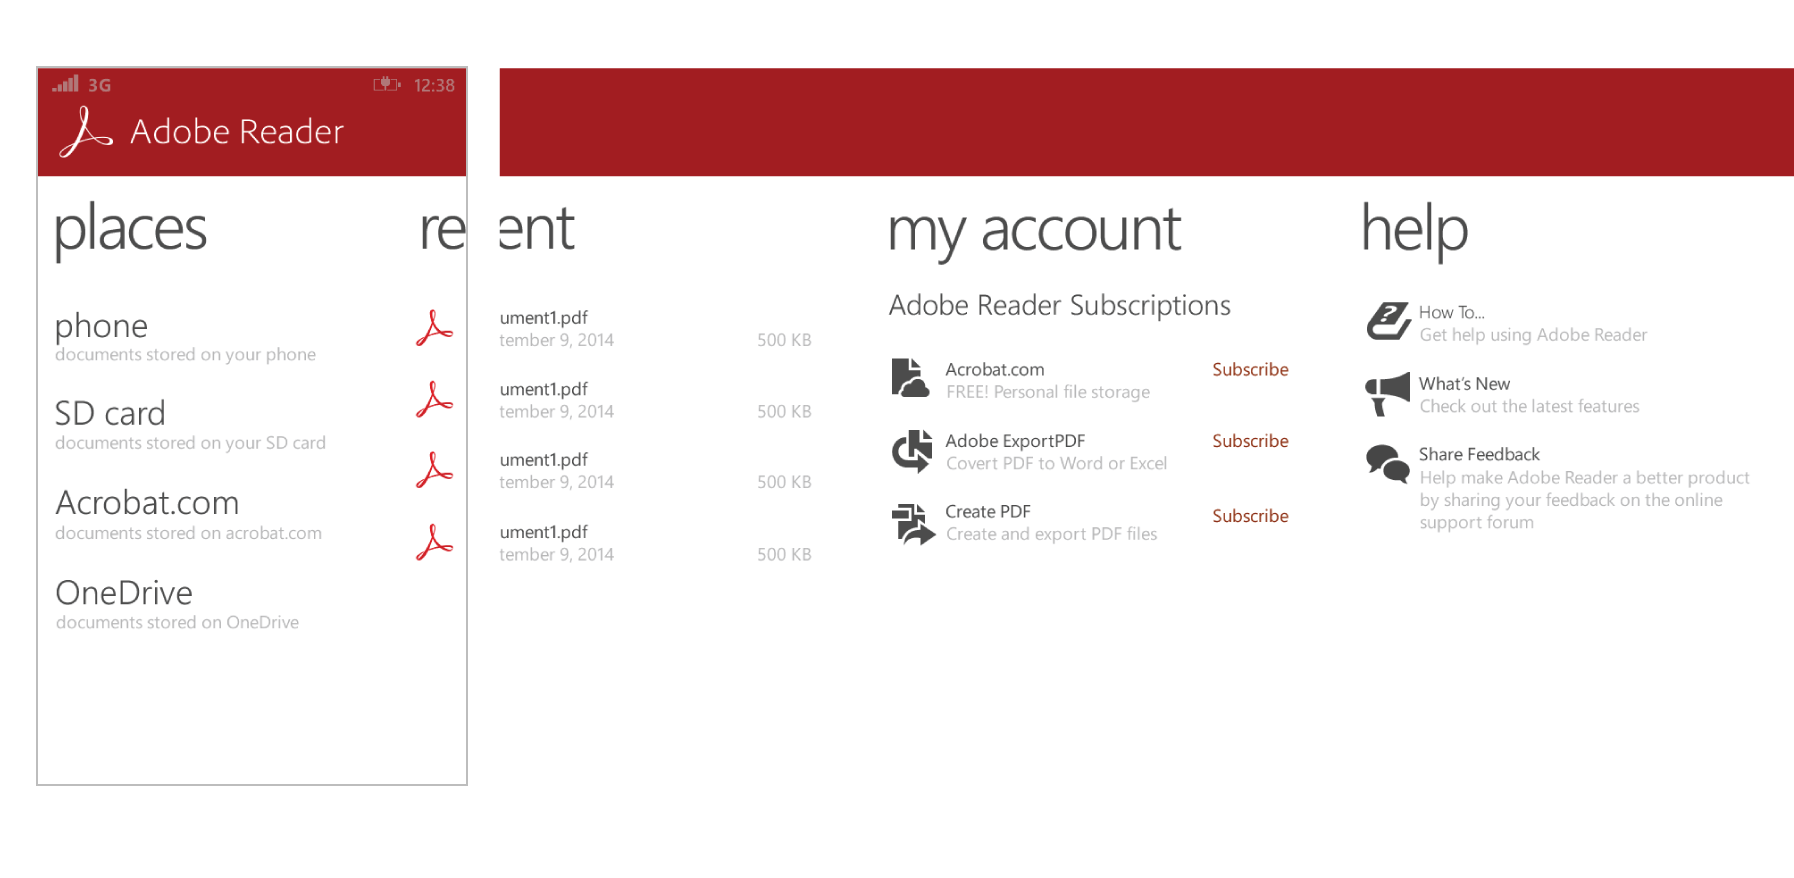 3G
12:38
Adobe Reader
places
phone
documents stored on your phone
SD card
documents stored on your SD card
Acrobat.com
documents stored on acrobat.com
OneDrive
documents stored on OneDrive
re ent
ument1.pdf
tember 9, 2014 500 KB
ument1.pdf
tember 9, 2014 500 KB
ument1.pdf
tember 9, 2014 500 KB
ument1.pdf
tember 9, 2014 500 KB
my account
Adobe Reader Subscriptions
Acrobat.com Subscribe
FREE! Personal file storage
Adobe ExportPDF Subscribe
Covert PDF to Word or Excel
Create PDF Subscribe
Create and export PDF files
help
How To...
Get help using Adobe Reader
What's New
Check out the latest features
Share Feedback
Help make Adobe Reader a better product
by sharing your feedback on the online
support forum